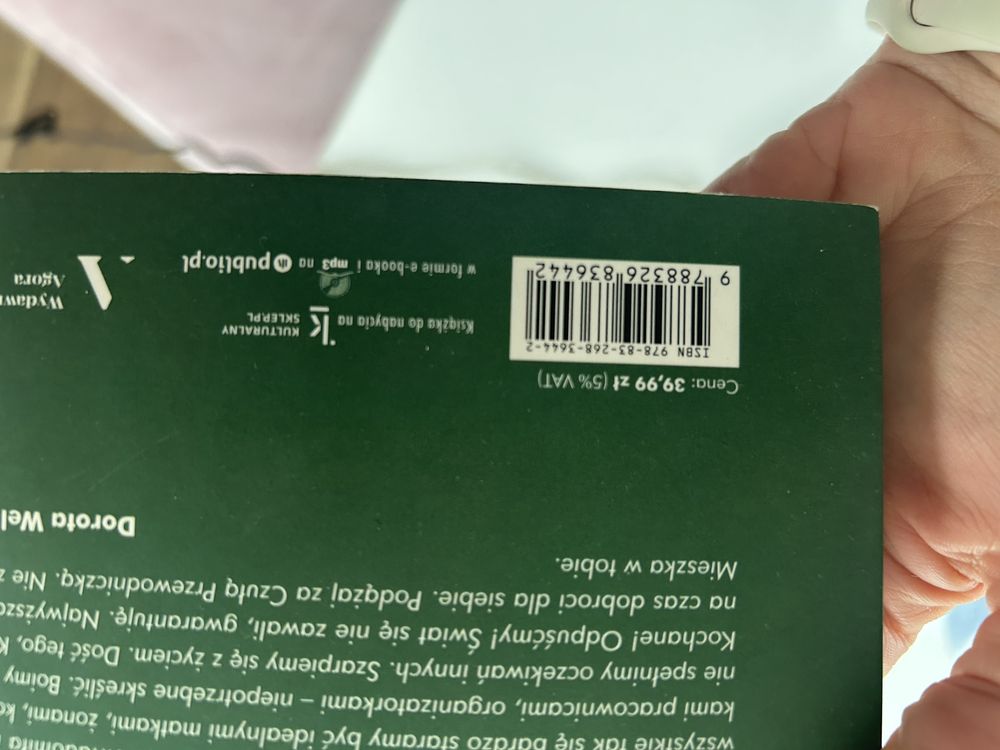 wszystkie tak się bardzo staramy być idealnymi matkami, żonami,
kami pracownicami, organizatorkami – niepotrzebne skreślić. Boimy
nie spełnimy oczekiwań innych. Szarpiemy się z życiem. Dość tego,
Kochane! Odpuśćmy! Świat się nie zawali, gwarantuję.
na czas dobroci dla siebie. Podążaj za Czułą Przewodniczką. Nie
Mieszka w tobie.
Dorota
Cena: 39,99 zł (5% VAT)
ISBN 978-83-268-3644-2
9 788326 836442
Książka do nabycia na KULTURALNY SKLEP.PL
w formie e-booka i mp3 na publio.pl
Agora